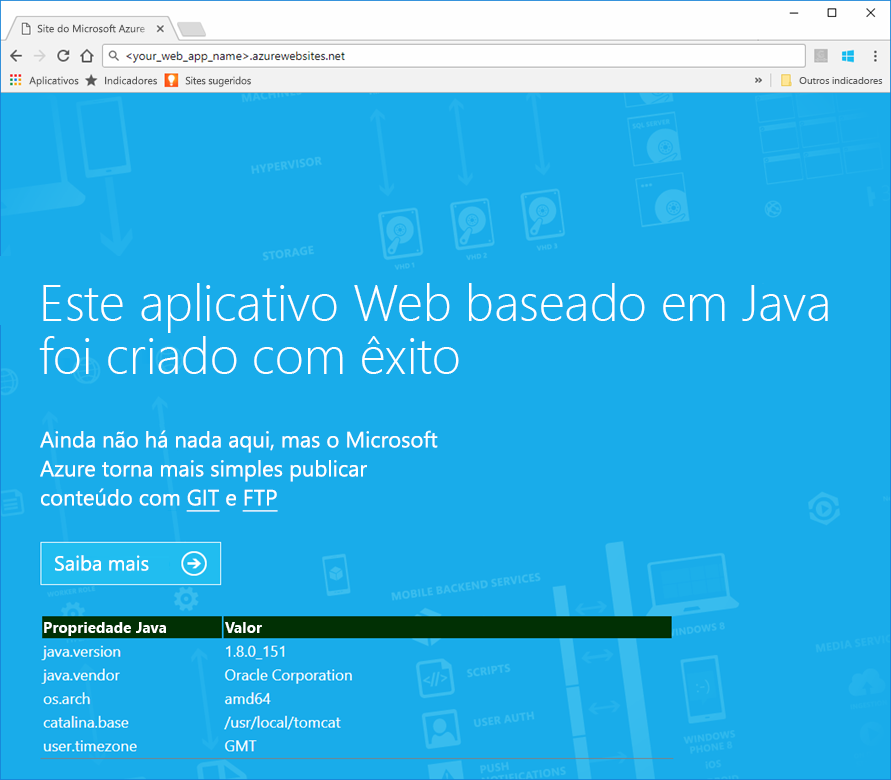 Site do Microsoft Azure
<your_web_app_name>.azurewebsites.net
Aplicativos Indicadores Sites sugeridos » Outros indicadores
MACHINES
SQL SERVER
HYPERVISOR
STORAGE
VHD 1 VHD 2 VHD 3
Este aplicativo Web baseado em Java
foi criado com êxito
Ainda não há nada aqui, mas o Microsoft
Azure torna mais simples publicar
conteúdo com GIT e FTP
Saiba mais
WORKER ROLE
MOBILE BACKEND SERVICES
Propriedade Java Valor
WINDOWS 8
java.version 1.8.0_151
java.vendor Oracle Corporation
os.arch amd64
catalina.base /usr/local/tomcat
user.timezone GMT
MEDIA SERVIC
SCRIPTS
USER AUTH
WINDOWS
PHONE 8
iOS
PUSH
NOTIFICATIONS